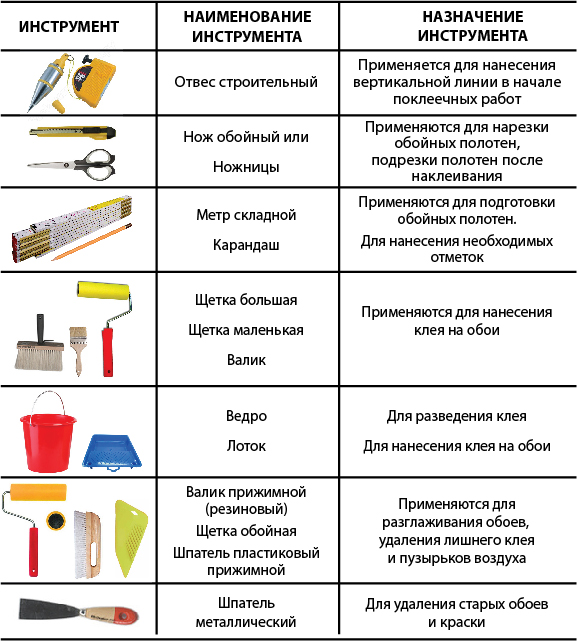 ИНСТРУМЕНТ
НАИМЕНОВАНИЕ
ИНСТРУМЕНТА
НАЗНАЧЕНИЕ
ИНСТРУМЕНТА
Отвес строительный
Применяется для нанесения
вертикальной линии в начале
поклеечных работ
Нож обойный или
Ножницы
Применяются для нарезки
обойных полотен,
подрезки полотен после
наклеивания
Метр складной
Карандаш
Применяются для подготовки
обойных полотен.
Для нанесения необходимых
отметок
Щетка большая
Щетка маленькая
Валик
Применяются для нанесения
клея на обои
Ведро
Лоток
Для разведения клея
Для нанесения клея на обои
Валик прижимной
(резиновый)
Щетка обойная
Шпатель пластиковый
прижимной
Применяются для
разглаживания обоев,
удаления лишнего клея
и пузырьков воздуха
Шпатель
металлический
Для удаления старых обоев
и краски